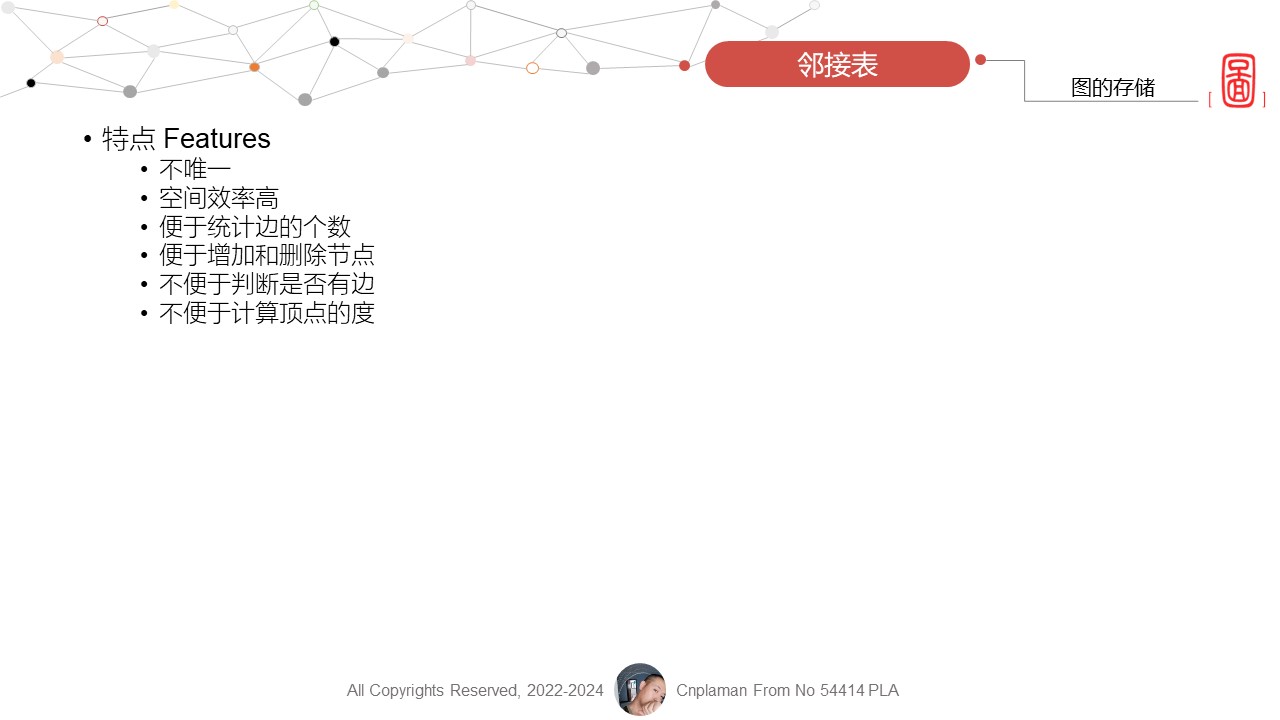 邻接表
图的存储
[圖]
• 特点 Features
• 不唯一
• 空间效率高
• 便于统计边的个数
• 便于增加和删除节点
• 不便于判断是否有边
• 不便于计算顶点的度
All Copyrights Reserved, 2022-2024 Cnplaman From No 54414 PLA